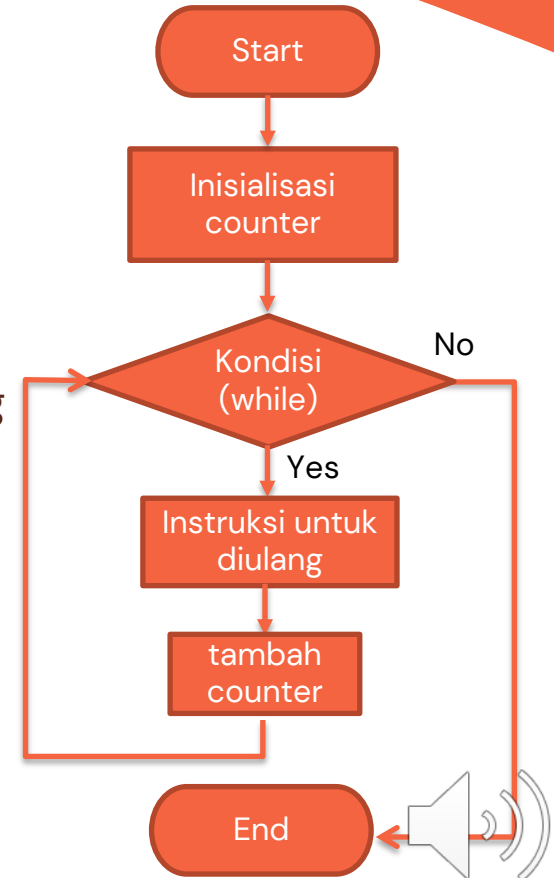 Start
Inisialisasi
counter
Kondisi
(while)
No
Yes
Instruksi untuk
diulang
tambah
counter
End